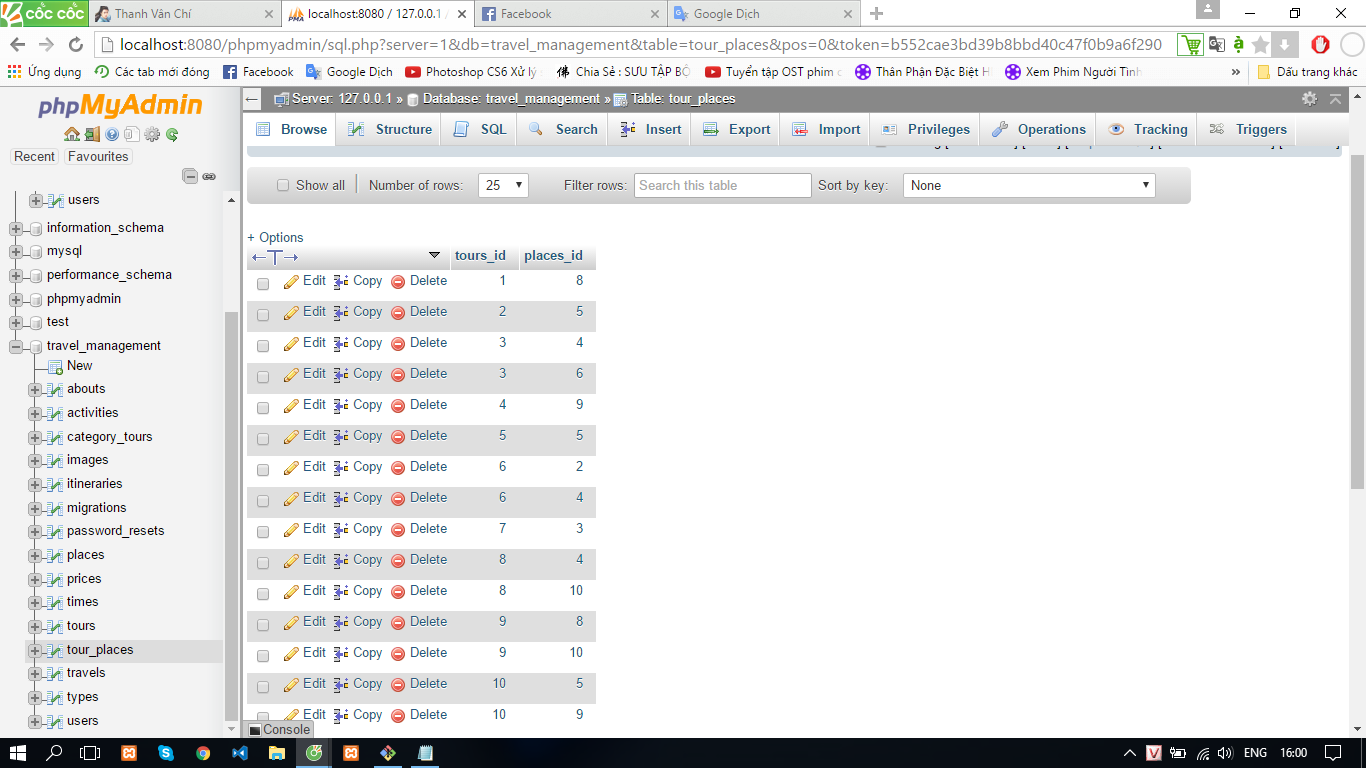 CỐC CỐC
Thanh Văn Chí
localhost:8080 / 127.0.0.1 /
Facebook
Google Dịch
localhost:8080/phpmyadmin/sql.php?server=1&db=travel_management&table=tour_places&pos=0&token=b552cae3bd39b8bbd40c47f0b9a6f290
Ứng dụng
Các tab mới đóng
Facebook
Google Dịch
Photoshop CS6 Xử lý
Chia Sẻ : SƯU TẬP BỘ
Tuyển tập OST phim c
Thân Phận Đặc Biệt H
Xem Phim Người Tình
»
Dấu trang khác
phpMyAdmin
Recent
Favourites
users
information_schema
mysql
performance_schema
phpmyadmin
test
travel_management
New
abouts
activities
category_tours
images
itineraries
migrations
password_resets
places
prices
times
tours
tour_places
travels
types
users
Server: 127.0.0.1 » Database: travel_management » Table: tour_places
Browse Structure SQL Search Insert Export Import Privileges Operations Tracking Triggers
Show all Number of rows: 25 Filter rows: Search this table Sort by key: None
+ Options
←T→ tours_id places_id
Edit Copy Delete 1 8
Edit Copy Delete 2 5
Edit Copy Delete 3 4
Edit Copy Delete 3 6
Edit Copy Delete 4 9
Edit Copy Delete 5 5
Edit Copy Delete 6 2
Edit Copy Delete 6 4
Edit Copy Delete 7 3
Edit Copy Delete 8 4
Edit Copy Delete 8 10
Edit Copy Delete 9 8
Edit Copy Delete 9 10
Edit Copy Delete 10 5
Edit Copy Delete 10 9
Console
ENG 16:00